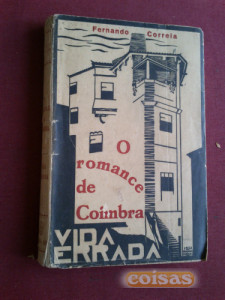 Fernando Correia
O
romance
de
Coimbra
VIDA
ERRADA
coisas